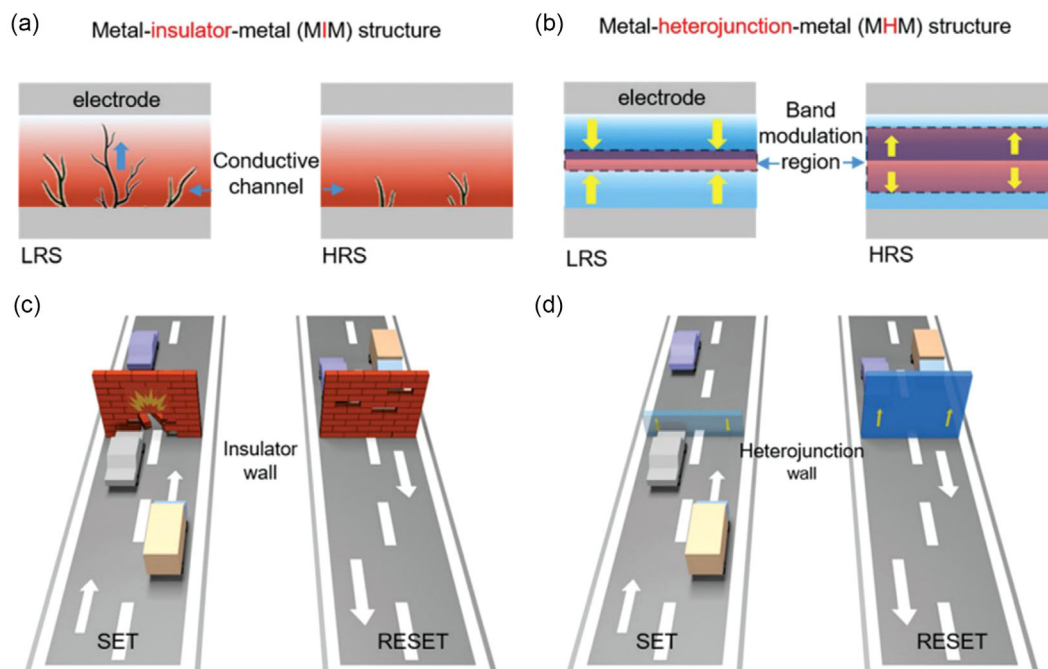 (a)
Metal-insulator-metal (MIM) structure
electrode
Conductive
channel
LRS
HRS
(b)
Metal-heterojunction-metal (MHM) structure
electrode
Band
modulation
region
LRS
HRS
(c)
Insulator
wall
SET
RESET
(d)
Heterojunction
wall
SET
RESET